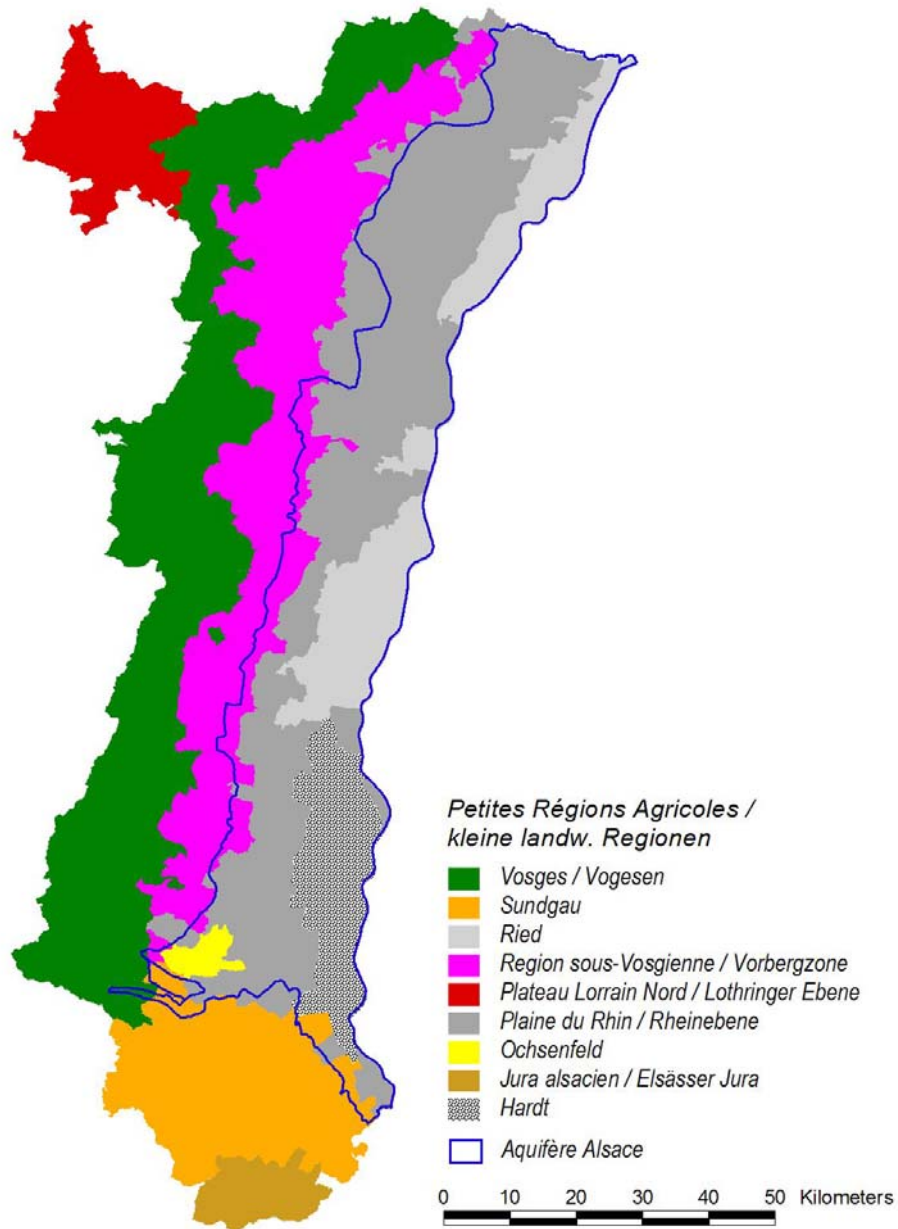 Petites Régions Agricoles /
kleine landw. Regionen
Vosges / Vogesen
Sundgau
Ried
Region sous-Vosgienne / Vorbergzone
Plateau Lorrain Nord / Lothringer Ebene
Plaine du Rhin / Rheinebene
Ochsenfeld
Jura alsacien / Elsässer Jura
Hardt
Aquifère Alsace
0 10 20 30 40 50 Kilometers